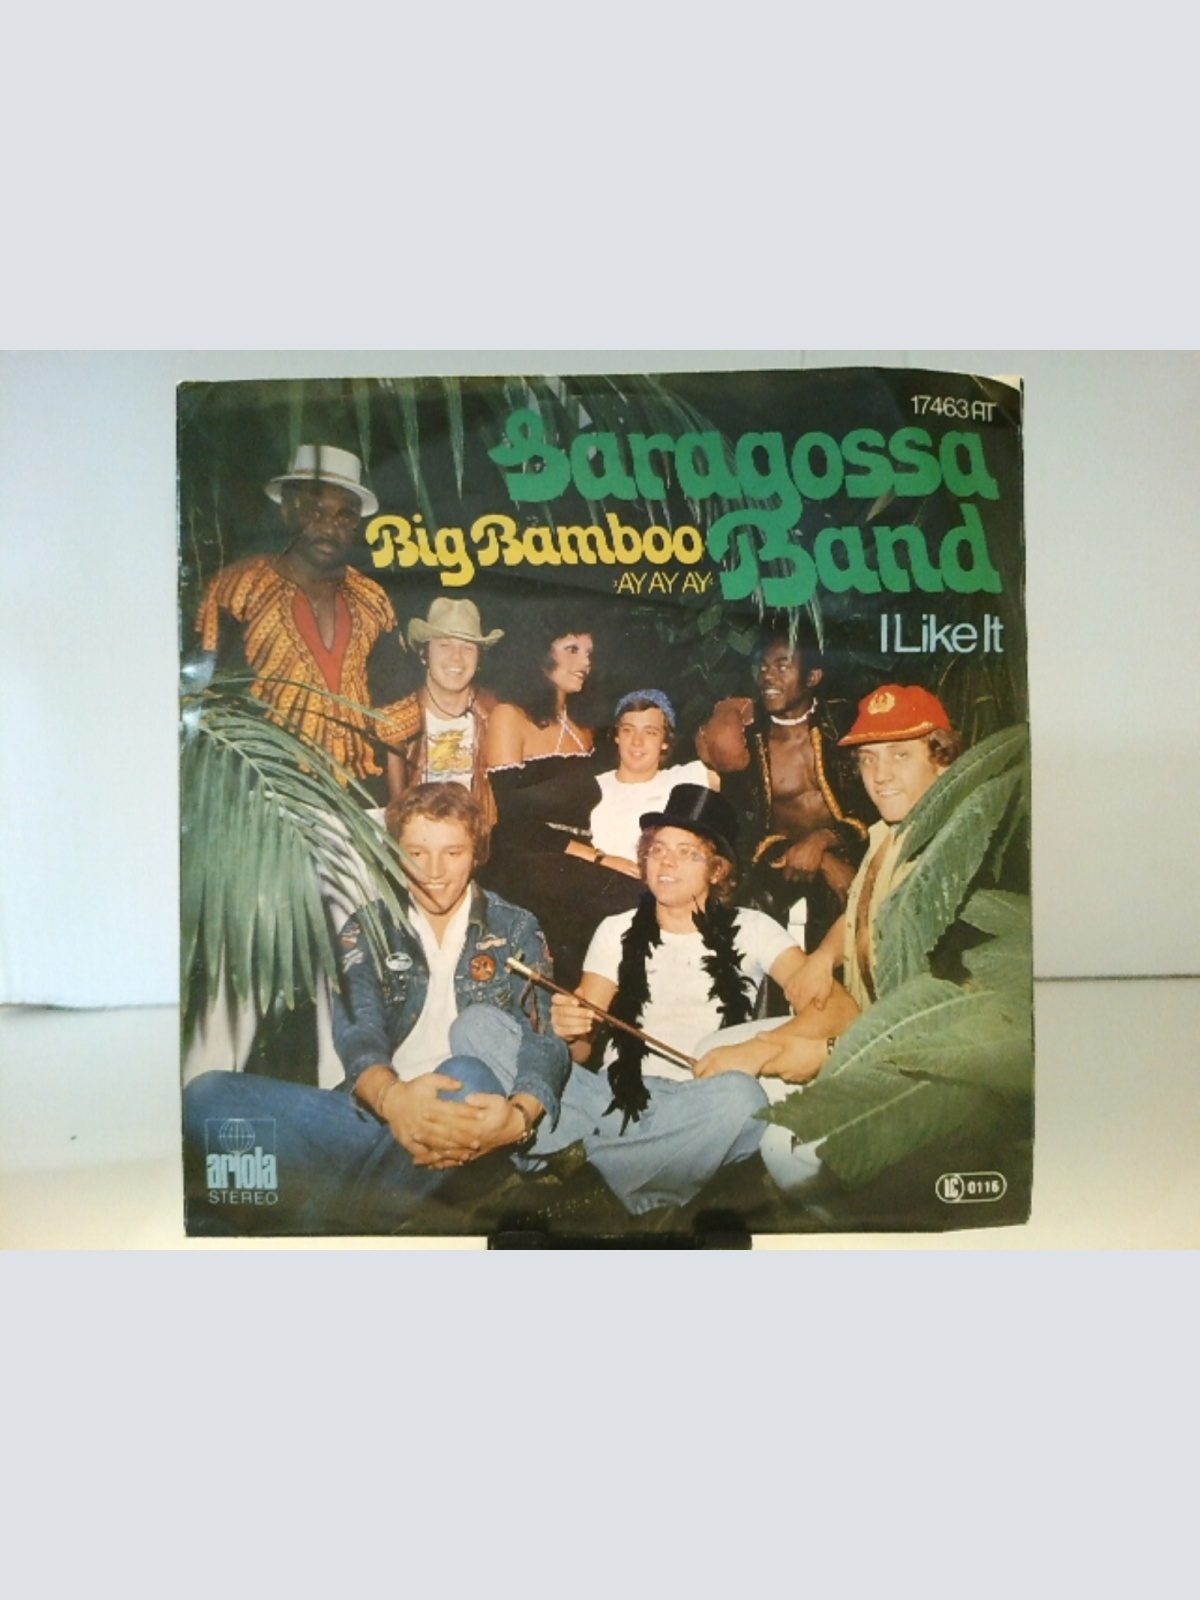 17463 AT
Saragossa
Band
Big Bamboo
›AY AY AY‹
I Like It
ariola
STEREO
LC 0116